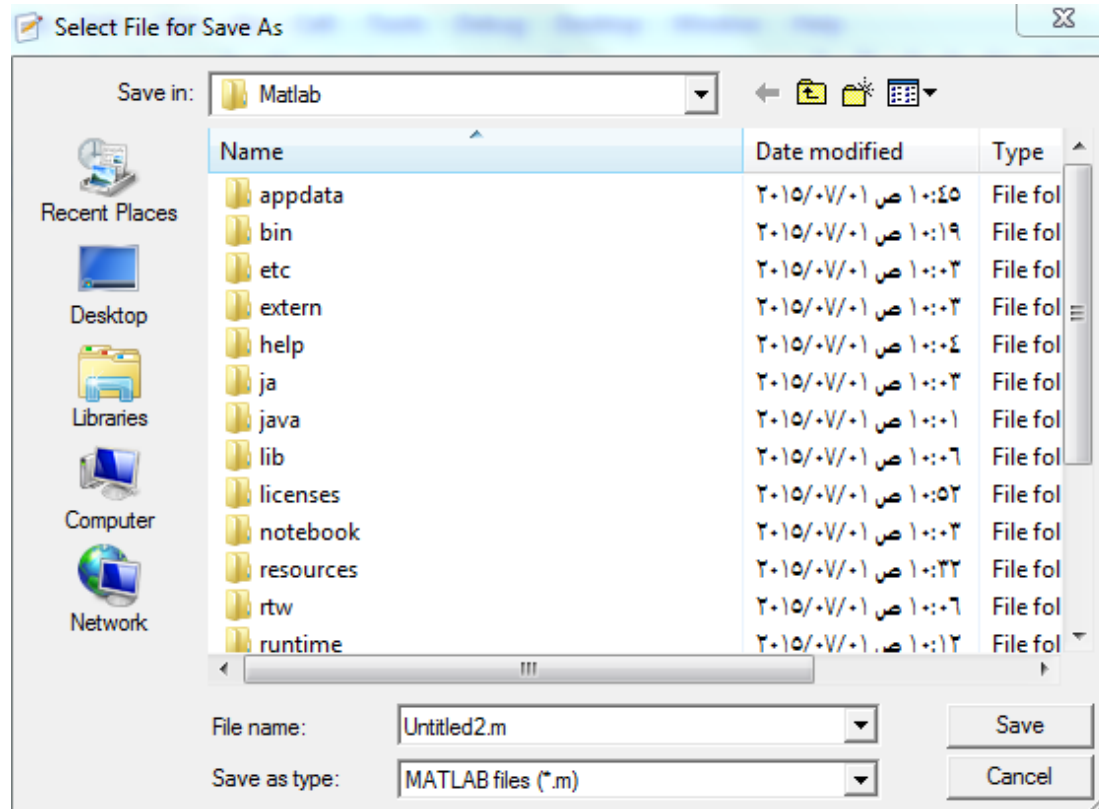 Select File for Save As
Save in: Matlab
Name Date modified Type
Recent Places
Desktop
Libraries
Computer
Network
appdata ٢٠١٥/٠٧/٠١ ص ١٠:٤٥ File fol
bin ٢٠١٥/٠٧/٠١ ص ١٠:١٩ File fol
etc ٢٠١٥/٠٧/٠١ ص ١٠:٠٣ File fol
extern ٢٠١٥/٠٧/٠١ ص ١٠:٠٣ File fol
help ٢٠١٥/٠٧/٠١ ص ١٠:٠٤ File fol
ja ٢٠١٥/٠٧/٠١ ص ١٠:٠٣ File fol
java ٢٠١٥/٠٧/٠١ ص ١٠:٠١ File fol
lib ٢٠١٥/٠٧/٠١ ص ١٠:٠٦ File fol
licenses ٢٠١٥/٠٧/٠١ ص ١٠:٥٢ File fol
notebook ٢٠١٥/٠٧/٠١ ص ١٠:٠٣ File fol
resources ٢٠١٥/٠٧/٠١ ص ١٠:٣٢ File fol
rtw ٢٠١٥/٠٧/٠١ ص ١٠:٠٦ File fol
runtime ٢٠١٥/٠٧/٠١ ص ١٠:١٢ File fol
File name: Untitled2.m Save
Save as type: MATLAB files (*.m) Cancel